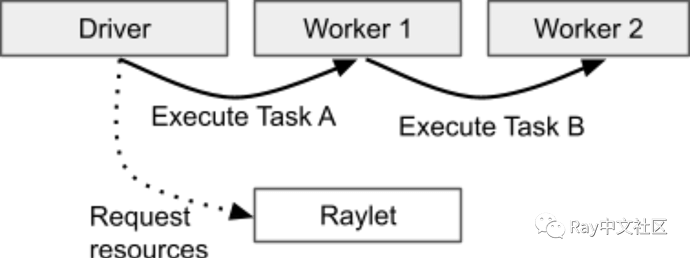 Driver
Worker 1
Worker 2
Execute Task A
Execute Task B
Request
resources
Raylet
Ray中文社区